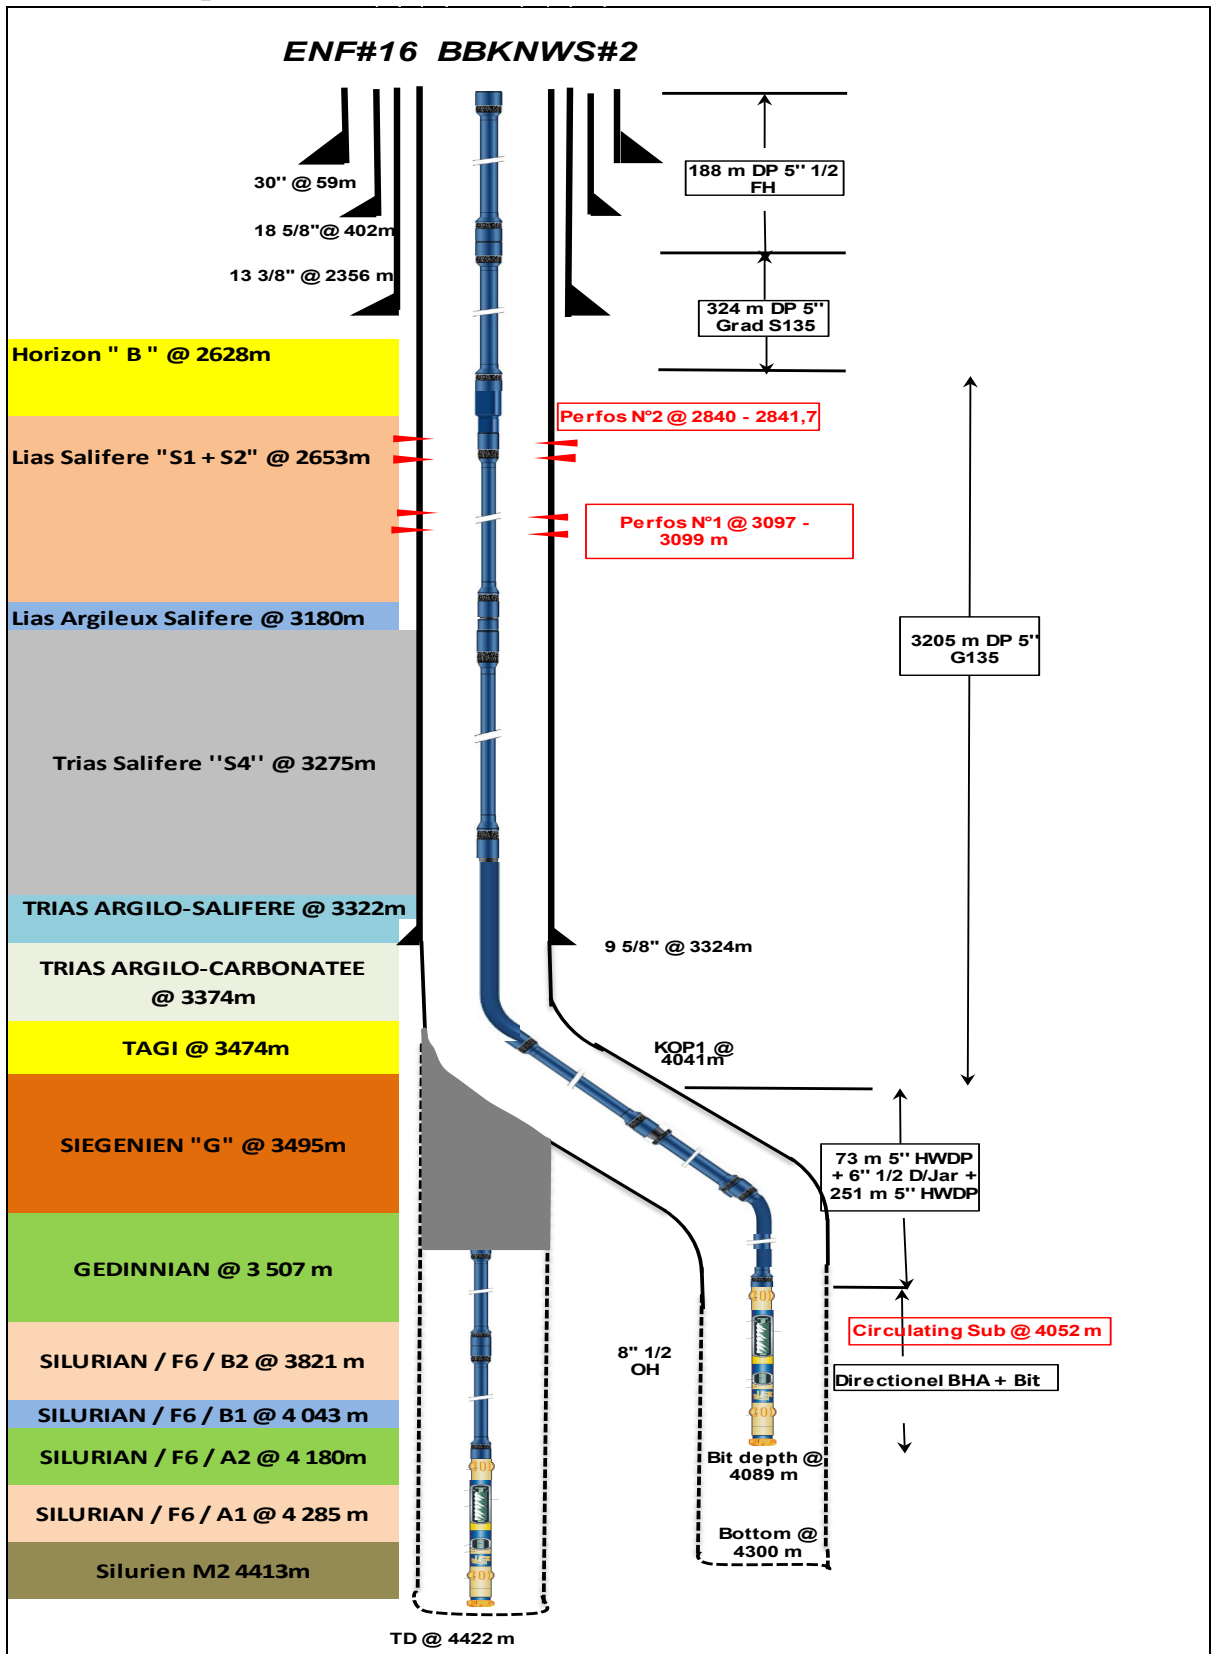 ENF#16 BBKNWS#2
30'' @ 59m
18 5/8"@ 402m
13 3/8" @ 2356 m
188 m DP 5'' 1/2
FH
324 m DP 5''
Grad S135
Horizon " B " @ 2628m
Perfos N°2 @ 2840 - 2841,7
Lias Salifere "S1 + S2" @ 2653m
Perfos N°1 @ 3097 -
3099 m
Lias Argileux Salifere @ 3180m
3205 m DP 5''
G135
Trias Salifere ''S4'' @ 3275m
TRIAS ARGILO-SALIFERE @ 3322m
9 5/8" @ 3324m
TRIAS ARGILO-CARBONATEE
@ 3374m
TAGI @ 3474m
KOP1 @
4041m
SIEGENIEN "G" @ 3495m
73 m 5'' HWDP
+ 6'' 1/2 D/Jar +
251 m 5'' HWDP
GEDINNIAN @ 3 507 m
Circulating Sub @ 4052 m
SILURIAN / F6 / B2 @ 3821 m
8" 1/2
OH
Directionel BHA + Bit
SILURIAN / F6 / B1 @ 4 043 m
SILURIAN / F6 / A2 @ 4 180m
Bit depth @
4089 m
SILURIAN / F6 / A1 @ 4 285 m
Bottom @
4300 m
Silurien M2 4413m
TD @ 4422 m